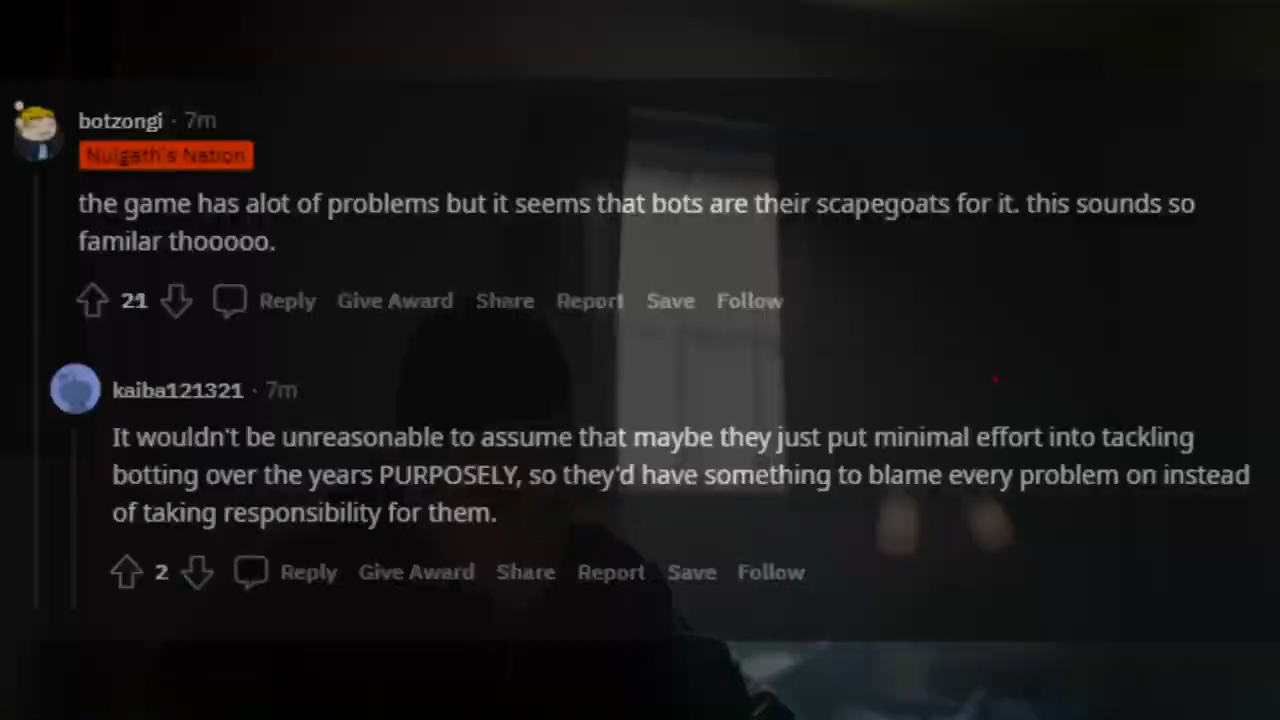 botzongi · 7m
Nulgath's Nation
the game has alot of problems but it seems that bots are their scapegoats for it. this sounds so
familar thooooo.
21 Reply Give Award Share Report Save Follow
kaiba121321 · 7m
It wouldn't be unreasonable to assume that maybe they just put minimal effort into tackling
botting over the years PURPOSELY, so they'd have something to blame every problem on instead
of taking responsibility for them.
2 Reply Give Award Share Report Save Follow